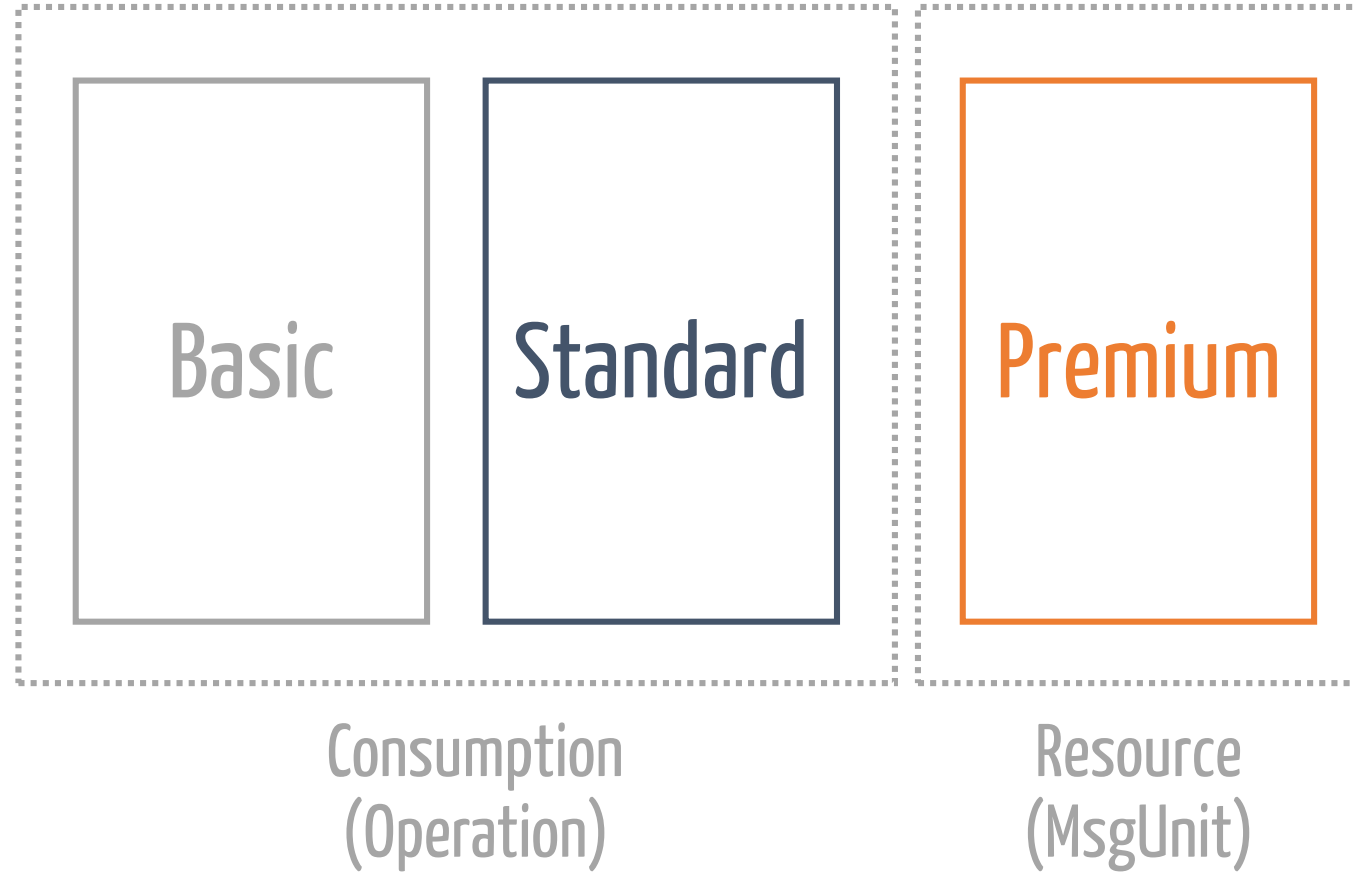 Basic
Standard
Premium
Consumption
(Operation)
Resource
(MsgUnit)